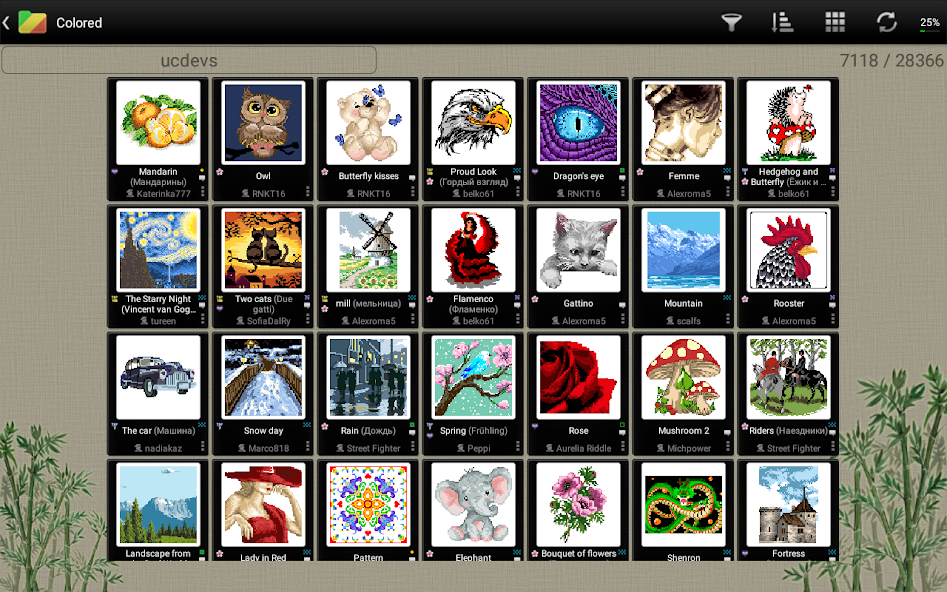 Colored
25%
ucdevs
7118 / 28366
Mandarin
(Мандарины)
Katerinka777
Owl
RNKT16
Butterfly kisses
RNKT16
Proud Look
(Гордый взгляд)
belko61
Dragon's eye
RNKT16
Femme
Alexroma5
Hedgehog and
Butterfly (Ёжик и ...
belko61
The Starry Night
(Vincent van Gog...
tureen
Two cats (Due
gatti)
SofiaDalRy
mill (мельница)
Alexroma5
Flamenco
(Фламенко)
belko61
Gattino
Alexroma5
Mountain
scalfs
Rooster
Alexroma5
The car (Машина)
nadiakaz
Snow day
Marco818
Rain (Дождь)
Street Fighter
Spring (Frühling)
Peppi
Rose
Aurelia Riddle
Mushroom 2
Michpower
Riders (Наездники)
Street Fighter
Landscape from
Lady in Red
Pattern
Elephant
Bouquet of flowers
Shenron
Fortress